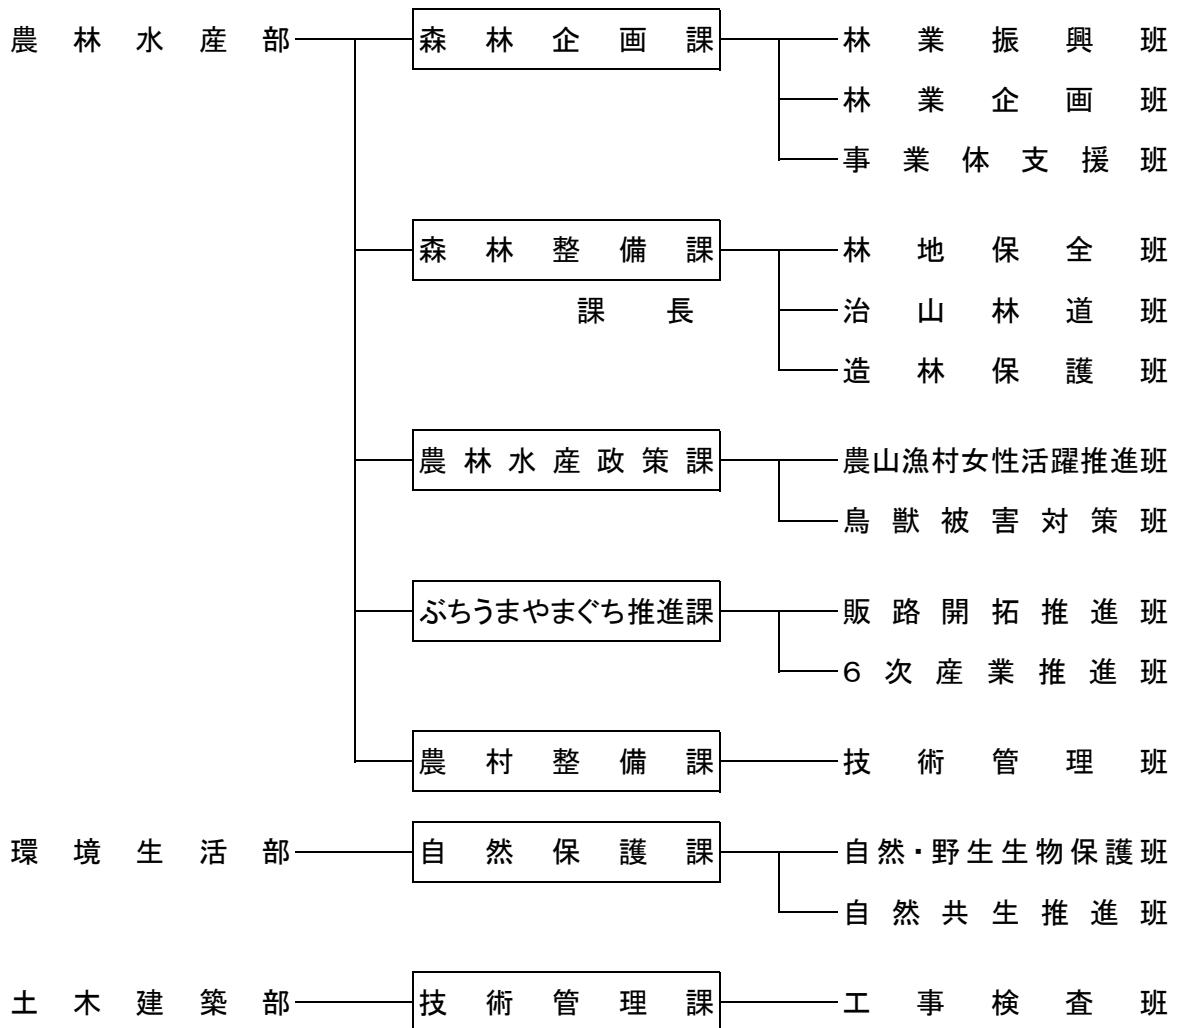 農林水産部 森林企画課 林業振興班
林業企画班
事業体支援班
森林整備課 林地保全班
課長 治山林道班
造林保護班
農林水産政策課 農山漁村女性活躍推進班
鳥獣被害対策班
ぶちうまやまぐち推進課 販路開拓推進班
6次産業推進班
農村整備課 技術管理班
環境生活部 自然保護課 自然・野生生物保護班
自然共生推進班
土木建築部 技術管理課 工事検査班